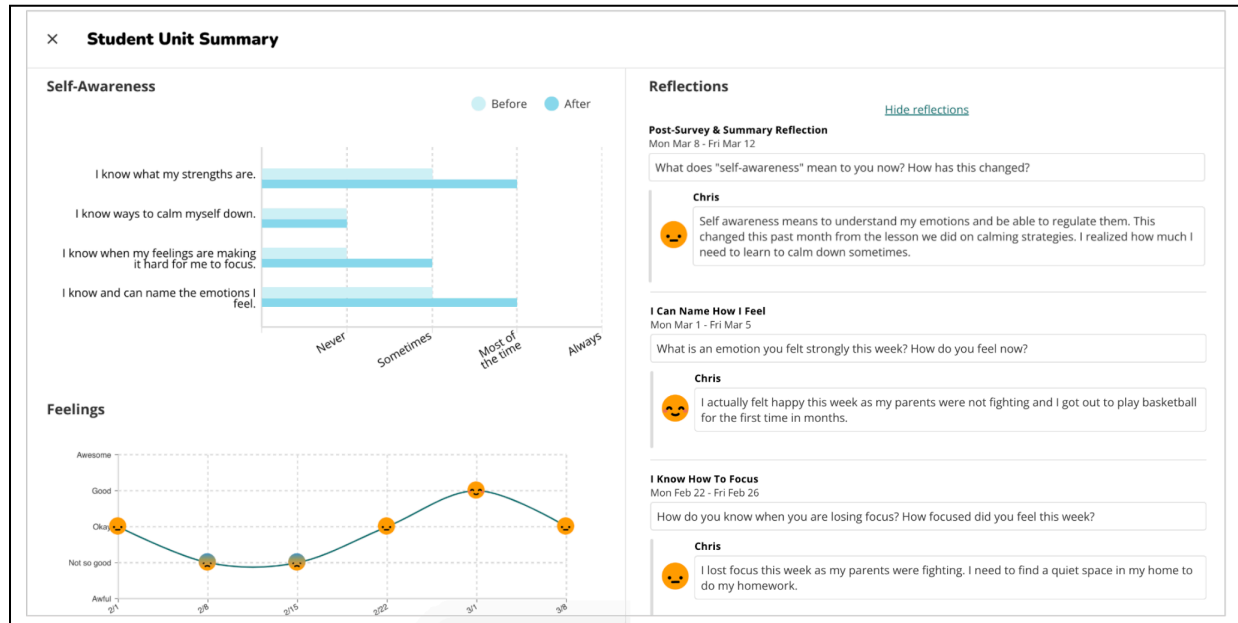 × Student Unit Summary
Self-Awareness
Before After
I know what my strengths are.
I know ways to calm myself down.
I know when my feelings are making
it hard for me to focus.
I know and can name the emotions I
feel.
Never
Sometimes
Most of
the time
Always
Feelings
Awesome
Good
Okay
Not so good
Awful
2/1 2/8 2/15 2/22 3/1 3/8
Reflections
Hide reflections
Post-Survey & Summary Reflection
Mon Mar 8 - Fri Mar 12
What does "self-awareness" mean to you now? How has this changed?
Chris
Self awareness means to understand my emotions and be able to regulate them. This
changed this past month from the lesson we did on calming strategies. I realized how much I
need to learn to calm down sometimes.
I Can Name How I Feel
Mon Mar 1 - Fri Mar 5
What is an emotion you felt strongly this week? How do you feel now?
Chris
I actually felt happy this week as my parents were not fighting and I got out to play basketball
for the first time in months.
I Know How To Focus
Mon Feb 22 - Fri Feb 26
How do you know when you are losing focus? How focused did you feel this week?
Chris
I lost focus this week as my parents were fighting. I need to find a quiet space in my home to
do my homework.